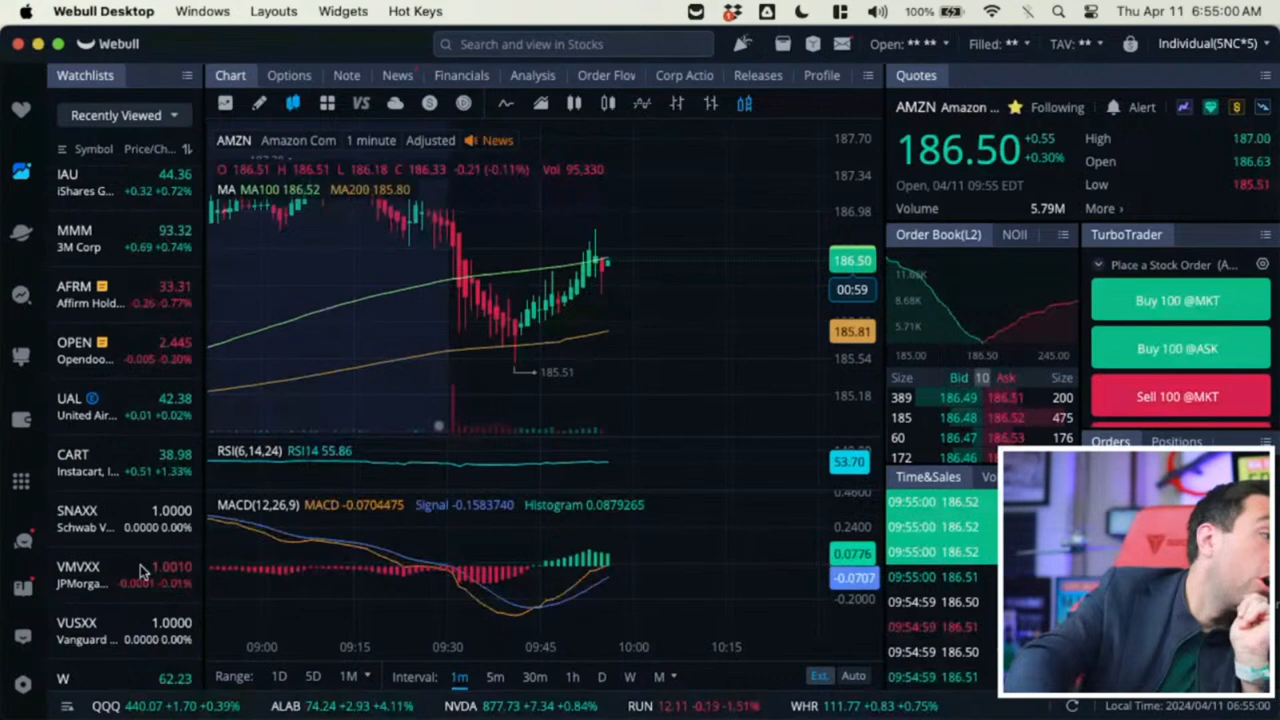 Webull Desktop Windows Layouts Widgets Hot Keys 100% Thu Apr 11 6:55:00 AM
Webull Search and view in Stocks Open: ** ** Filled: ** TAV: ** Individual(5NC*5)
Watchlists
Chart Options Note News Financials Analysis Order Flov Corp Actio Releases Profile
Recently Viewed
Symbol Price/Ch...
IAU 44.36
iShares G... +0.32 +0.72%
MMM 93.32
3M Corp +0.69 +0.74%
AFRM 33.31
Affirm Hold... -0.26 -0.77%
OPEN 2.445
Opendoo... -0.005 -0.20%
UAL 42.38
United Air... +0.01 +0.02%
CART 38.98
Instacart, I... +0.51 +1.33%
SNAXX 1.0000
Schwab V... 0.0000 0.00%
VMVXX 1.0010
JPMorga... -0.0001 -0.01%
VUSXX 1.0000
Vanguard ... 0.0000 0.00%
W 62.23
AMZN Amazon Com 1 minute Adjusted News
O 186.51 H 186.51 L 186.18 C 186.33 -0.21 (-0.11%) Vol 95,330
MA MA100 186.52 MA200 185.80
187.70
187.34
186.98
186.50
00:59
185.81
185.54
185.18
185.51
RSI(6,14,24) RSI14 55.86
53.70
MACD(12,26,9) MACD -0.0704475 Signal -0.1583740 Histogram 0.0879265
0.4600
0.2400
0.0776
-0.0707
-0.2000
09:00 09:15 09:30 09:45 10:00 10:15
Range: 1D 5D 1M Interval: 1m 5m 30m 1h D W M Ext. Auto
Quotes
AMZN Amazon ... Following Alert
186.50 +0.55 +0.30%
High 187.00
Open 186.63
Low 185.51
Open, 04/11 09:55 EDT
Volume 5.79M More ›
Order Book(L2) NOII
8.68K
5.71K
185.00 186.50 245.00
Size Bid 10 Ask Size
389 186.49 186.51 200
185 186.48 186.52 475
60 186.47 186.53 176
172 186.46
Time&Sales
09:55:00 186.52
09:55:00 186.52
09:55:00 186.52
09:55:00 186.51
09:54:59 186.50
09:54:59 186.51
09:54:59 186.52
09:54:59 186.51
TurboTrader
Place a Stock Order (A...
Buy 100 @MKT
Buy 100 @ASK
Sell 100 @MKT
Orders Positions
QQQ 440.07 +1.70 +0.39% ALAB 74.24 +2.93 +4.11% NVDA 877.73 +7.34 +0.84% RUN 12.11 -0.19 -1.51% WHR 111.77 +0.83 +0.75% Local Time: 2024/04/11 06:55:00